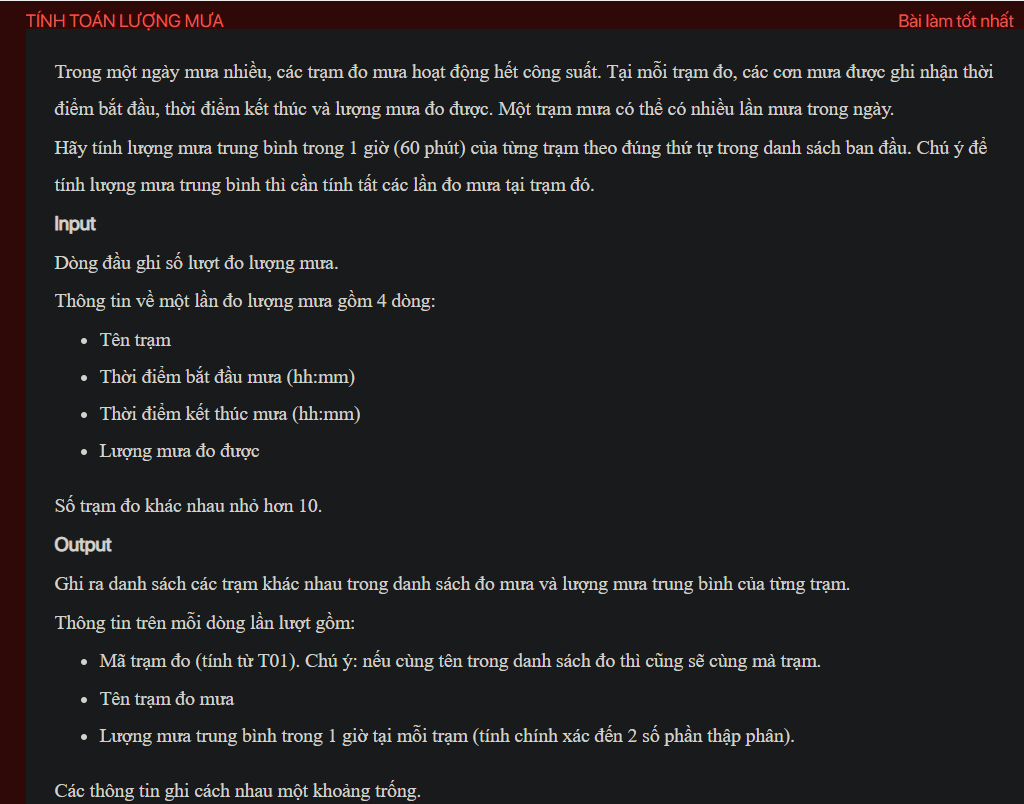 TÍNH TOÁN LƯỢNG MƯA
Bài làm tốt nhất
Trong một ngày mưa nhiều, các trạm đo mưa hoạt động hết công suất. Tại mỗi trạm đo, các cơn mưa được ghi nhận thời
điểm bắt đầu, thời điểm kết thúc và lượng mưa đo được. Một trạm mưa có thể có nhiều lần mưa trong ngày.
Hãy tính lượng mưa trung bình trong 1 giờ (60 phút) của từng trạm theo đúng thứ tự trong danh sách ban đầu. Chú ý để
tính lượng mưa trung bình thì cần tính tất các lần đo mưa tại trạm đó.
Input
Dòng đầu ghi số lượt đo lượng mưa.
Thông tin về một lần đo lượng mưa gồm 4 dòng:
• Tên trạm
• Thời điểm bắt đầu mưa (hh:mm)
• Thời điểm kết thúc mưa (hh:mm)
• Lượng mưa đo được
Số trạm đo khác nhau nhỏ hơn 10.
Output
Ghi ra danh sách các trạm khác nhau trong danh sách đo mưa và lượng mưa trung bình của từng trạm.
Thông tin trên mỗi dòng lần lượt gồm:
• Mã trạm đo (tính từ T01). Chú ý: nếu cùng tên trong danh sách đo thì cũng sẽ cùng mà trạm.
• Tên trạm đo mưa
• Lượng mưa trung bình trong 1 giờ tại mỗi trạm (tính chính xác đến 2 số phần thập phân).
Các thông tin ghi cách nhau một khoảng trống.